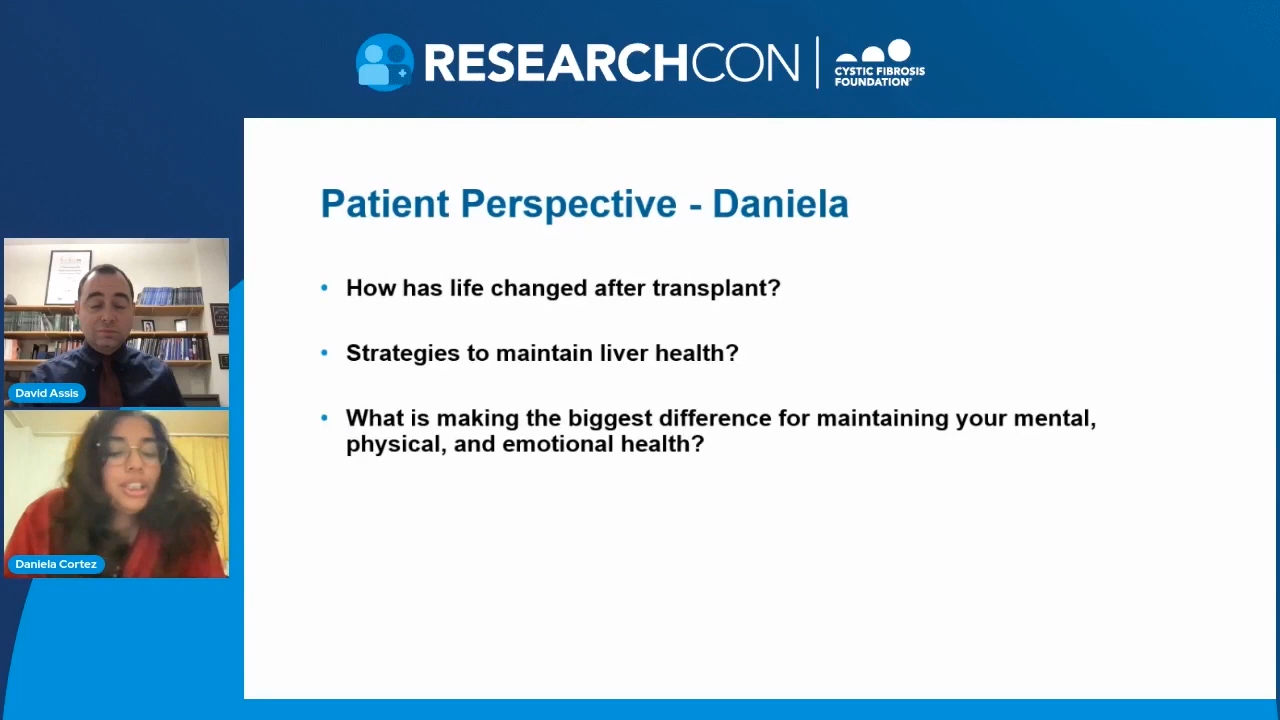 RESEARCHCON
CYSTIC FIBROSIS
FOUNDATION®
Patient Perspective - Daniela
• How has life changed after transplant?
• Strategies to maintain liver health?
• What is making the biggest difference for maintaining your mental,
physical, and emotional health?
David Assis
Daniela Cortez